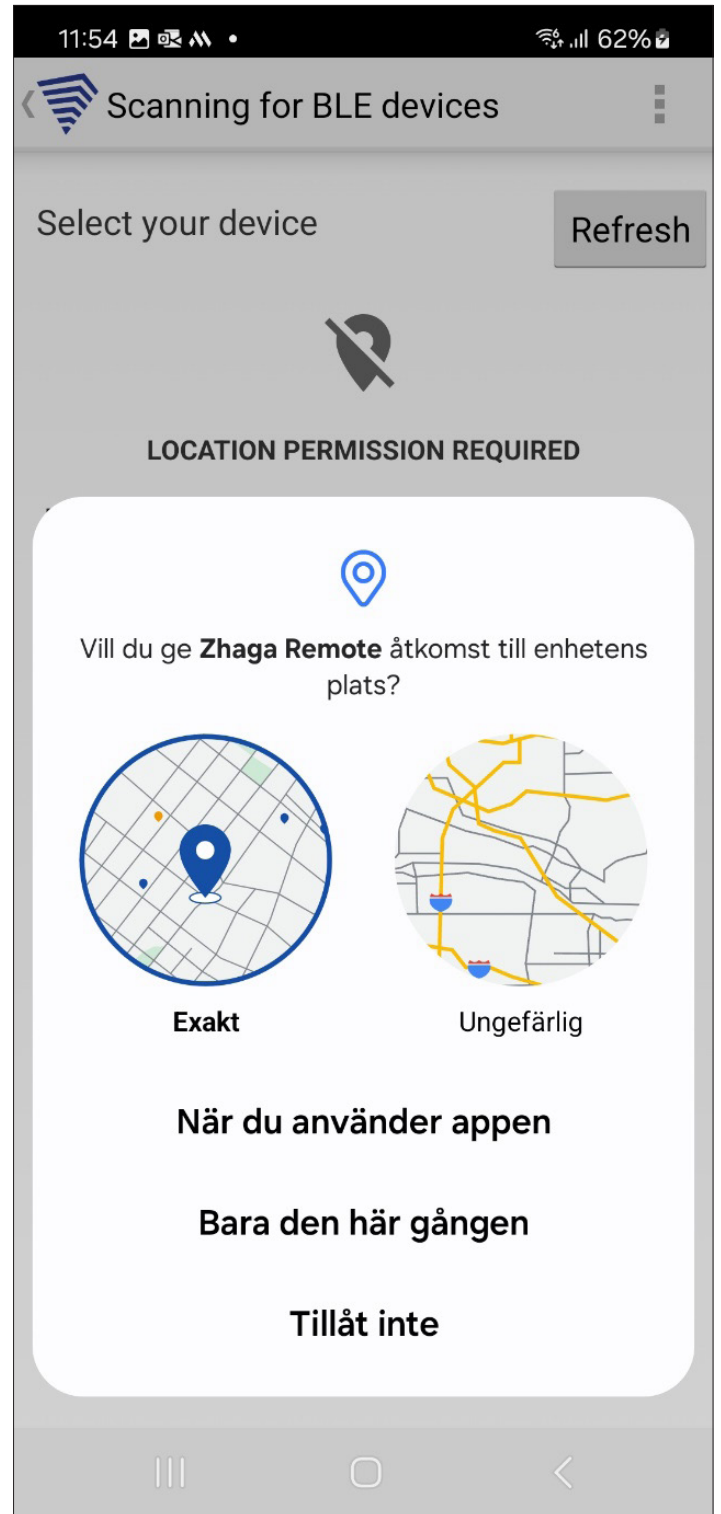 11:54
62%
Scanning for BLE devices
Select your device
Refresh
LOCATION PERMISSION REQUIRED
Vill du ge Zhaga Remote åtkomst till enhetens
plats?
Exakt
Ungefärlig
När du använder appen
Bara den här gången
Tillåt inte